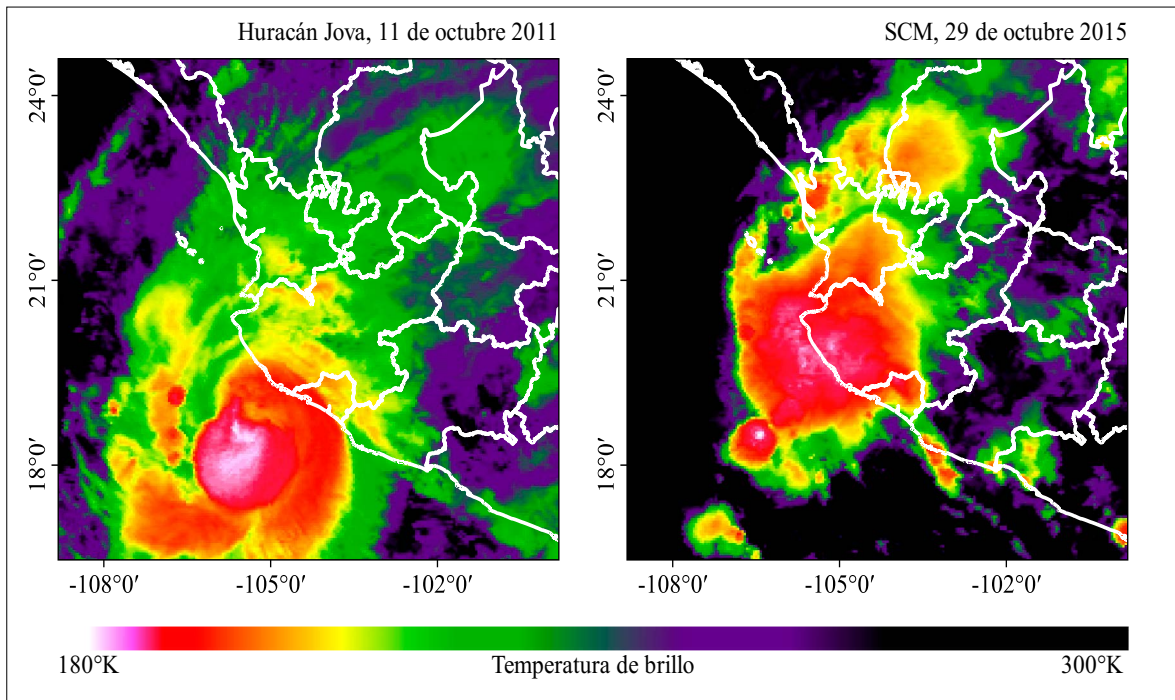 Huracán Jova, 11 de octubre 2011
SCM, 29 de octubre 2015
24°0′
21°0′
18°0′
-108°0′
-105°0′
-102°0′
24°0′
21°0′
18°0′
-108°0′
-105°0′
-102°0′
180°K
Temperatura de brillo
300°K